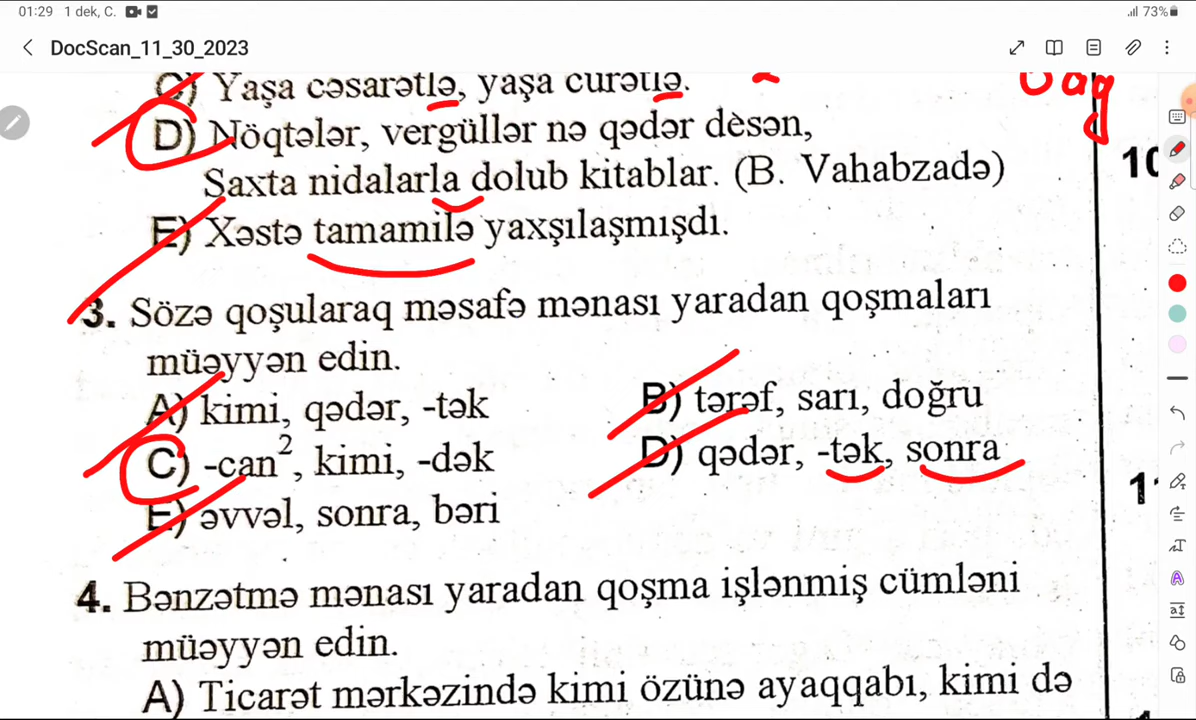 01:29 1 dek, C. 73%
DocScan_11_30_2023
C) Yaşa cəsarətlə, yaşa cürətlə.
D) Nöqtələr, vergüllər nə qədər dèsən,
Saxta nidalarla dolub kitablar. (B. Vahabzadə)
E) Xəstə tamamilə yaxşılaşmışdı.
3. Sözə qoşularaq məsafə mənası yaradan qoşmaları
müəyyən edin.
A) kimi, qədər, -tək
B) tərəf, sarı, doğru
C) -can², kimi, -dək
D) qədər, -tək, sonra
E) əvvəl, sonra, bəri
4. Bənzətmə mənası yaradan qoşma işlənmiş cümləni
müəyyən edin.
A) Ticarət mərkəzində kimi özünə ayaqqabı, kimi də
10